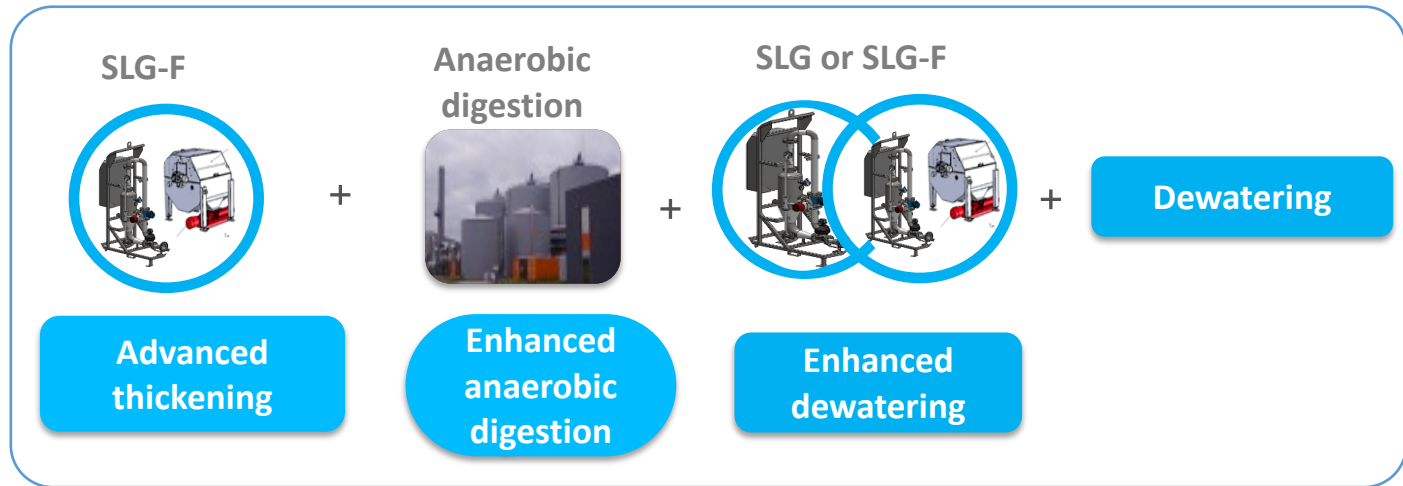 SLG-F
Anaerobic
digestion
SLG or SLG-F
+
+
+
Dewatering
Advanced
thickening
Enhanced
anaerobic
digestion
Enhanced
dewatering